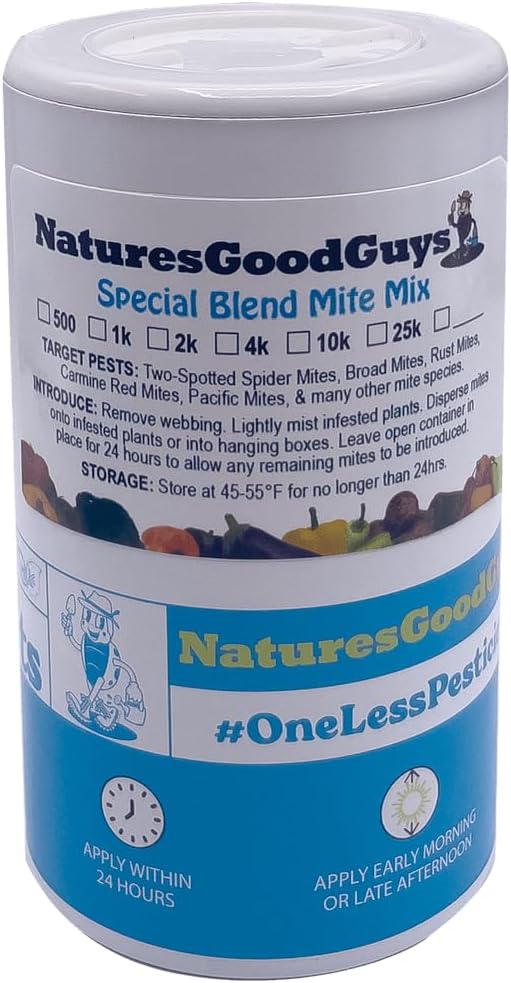 NaturesGoodGuys
Special Blend Mite Mix
500 1k 2k 4k 10k 25k
TARGET PESTS: Two-Spotted Spider Mites, Broad Mites, Rust Mites,
Carmine Red Mites, Pacific Mites, & many other mite species.
INTRODUCE: Remove webbing. Lightly mist infested plants. Disperse mites
onto infested plants or into hanging boxes. Leave open container in
place for 24 hours to allow any remaining mites to be introduced.
STORAGE: Store at 45-55°F for no longer than 24hrs.
ts
NaturesGoodG
#OneLessPestici
APPLY WITHIN
24 HOURS
APPLY EARLY MORNING
OR LATE AFTERNOON